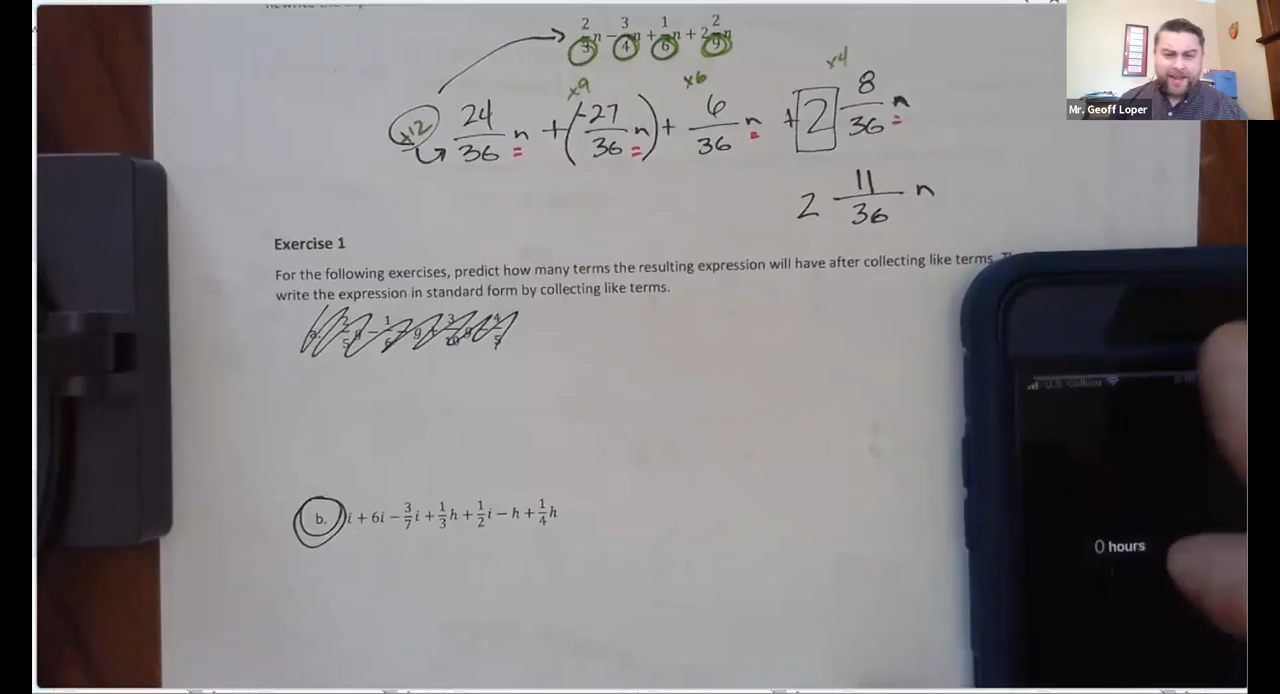 2/3 n − 3/4 n + 1/6 n + 2 2/9 n
x9 x6 x4
x12 24/36 n + (-27/36 n) + 6/36 n + 2 8/36 n
2 11/36 n
Mr. Geoff Loper
Exercise 1
For the following exercises, predict how many terms the resulting expression will have after collecting like terms.
write the expression in standard form by collecting like terms.
b. i + 6i − 3/7 i + 1/3 h + 1/2 i − h + 1/4 h
U.S. Cellular
0 hours